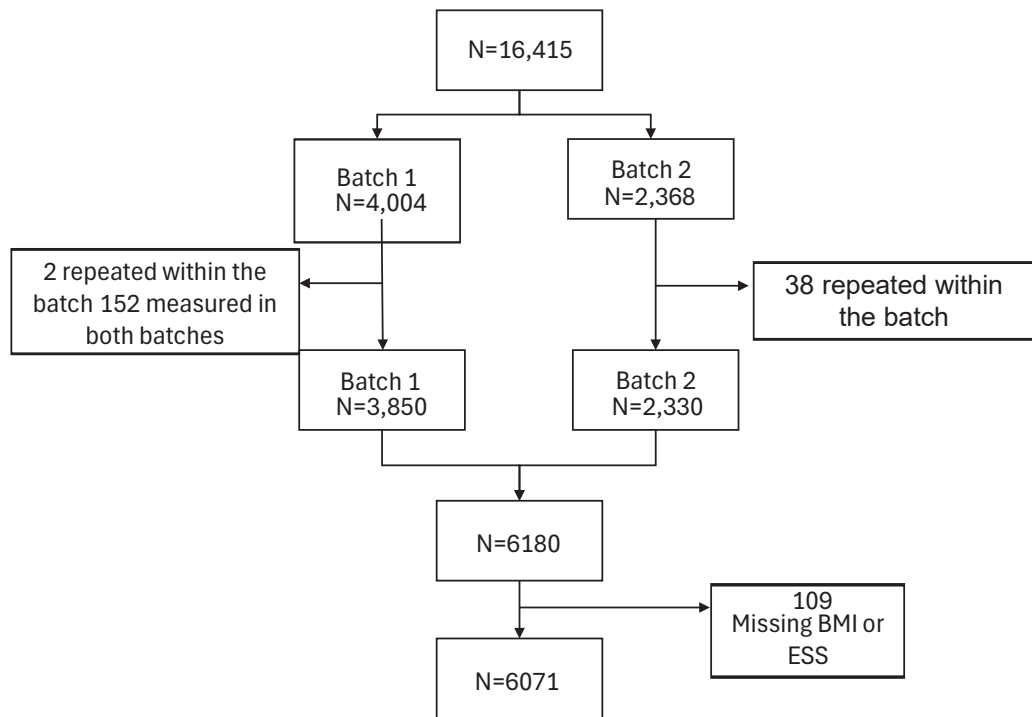 N=16,415
Batch 1
N=4,004
Batch 2
N=2,368
2 repeated within the
batch 152 measured in
both batches
38 repeated within
the batch
Batch 1
N=3,850
Batch 2
N=2,330
N=6180
109
Missing BMI or
ESS
N=6071